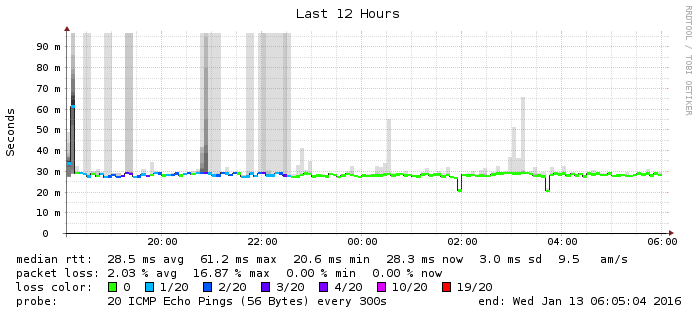 Last 12 Hours
RRDTOOL / TOBI OETIKER
Seconds
90 m
80 m
70 m
60 m
50 m
40 m
30 m
20 m
10 m
0
20:00 22:00 00:00 02:00 04:00 06:00
median rtt: 28.5 ms avg 61.2 ms max 20.6 ms min 28.3 ms now 3.0 ms sd 9.5 am/s
packet loss: 2.03 % avg 16.87 % max 0.00 % min 0.00 % now
loss color: 0 1/20 2/20 3/20 4/20 10/20 19/20
probe: 20 ICMP Echo Pings (56 Bytes) every 300s end: Wed Jan 13 06:05:04 2016